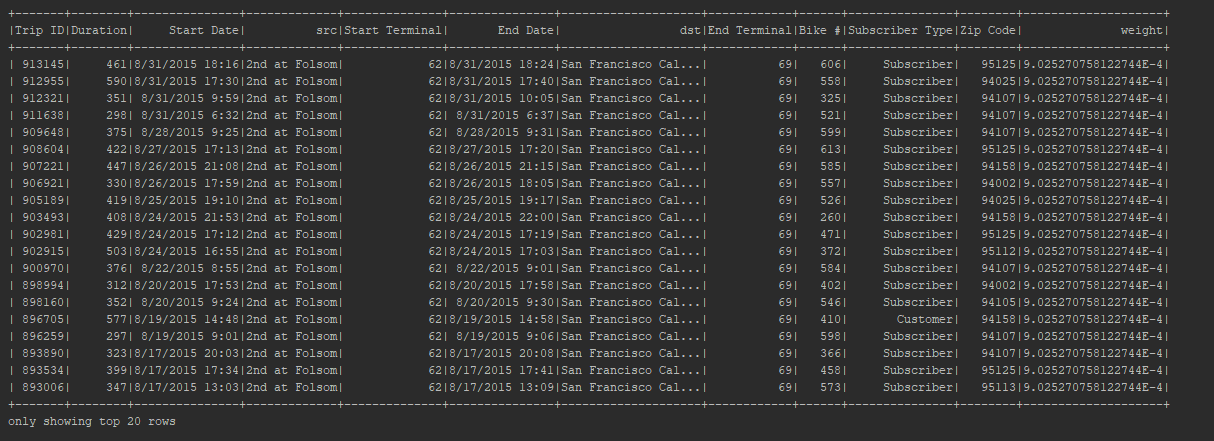 +-------+--------+---------------+-------------+--------------+---------------+--------------------+------------+------+---------------+--------+--------------------+
|Trip ID|Duration|     Start Date|          src|Start Terminal|       End Date|                 dst|End Terminal|Bike #|Subscriber Type|Zip Code|              weight|
+-------+--------+---------------+-------------+--------------+---------------+--------------------+------------+------+---------------+--------+--------------------+
| 913145|     461|8/31/2015 18:16|2nd at Folsom|            62|8/31/2015 18:24|San Francisco Cal...|          69|   606|     Subscriber|   95125|9.025270758122744E-4|
| 912955|     590|8/31/2015 17:30|2nd at Folsom|            62|8/31/2015 17:40|San Francisco Cal...|          69|   558|     Subscriber|   94025|9.025270758122744E-4|
| 912321|     351| 8/31/2015 9:59|2nd at Folsom|            62|8/31/2015 10:05|San Francisco Cal...|          69|   325|     Subscriber|   94107|9.025270758122744E-4|
| 911638|     298| 8/31/2015 6:32|2nd at Folsom|            62| 8/31/2015 6:37|San Francisco Cal...|          69|   521|     Subscriber|   94107|9.025270758122744E-4|
| 909648|     375| 8/28/2015 9:25|2nd at Folsom|            62| 8/28/2015 9:31|San Francisco Cal...|          69|   599|     Subscriber|   94107|9.025270758122744E-4|
| 908604|     422|8/27/2015 17:13|2nd at Folsom|            62|8/27/2015 17:20|San Francisco Cal...|          69|   613|     Subscriber|   95125|9.025270758122744E-4|
| 907221|     447|8/26/2015 21:08|2nd at Folsom|            62|8/26/2015 21:15|San Francisco Cal...|          69|   585|     Subscriber|   94158|9.025270758122744E-4|
| 906921|     330|8/26/2015 17:59|2nd at Folsom|            62|8/26/2015 18:05|San Francisco Cal...|          69|   557|     Subscriber|   94002|9.025270758122744E-4|
| 905189|     419|8/25/2015 19:10|2nd at Folsom|            62|8/25/2015 19:17|San Francisco Cal...|          69|   526|     Subscriber|   94025|9.025270758122744E-4|
| 903493|     408|8/24/2015 21:53|2nd at Folsom|            62|8/24/2015 22:00|San Francisco Cal...|          69|   260|     Subscriber|   94158|9.025270758122744E-4|
| 902981|     429|8/24/2015 17:12|2nd at Folsom|            62|8/24/2015 17:19|San Francisco Cal...|          69|   471|     Subscriber|   95125|9.025270758122744E-4|
| 902915|     503|8/24/2015 16:55|2nd at Folsom|            62|8/24/2015 17:03|San Francisco Cal...|          69|   372|     Subscriber|   95112|9.025270758122744E-4|
| 900970|     376| 8/22/2015 8:55|2nd at Folsom|            62| 8/22/2015 9:01|San Francisco Cal...|          69|   584|     Subscriber|   94107|9.025270758122744E-4|
| 898994|     312|8/20/2015 17:53|2nd at Folsom|            62|8/20/2015 17:58|San Francisco Cal...|          69|   402|     Subscriber|   94002|9.025270758122744E-4|
| 898160|     352| 8/20/2015 9:24|2nd at Folsom|            62| 8/20/2015 9:30|San Francisco Cal...|          69|   546|     Subscriber|   94105|9.025270758122744E-4|
| 896705|     577|8/19/2015 14:48|2nd at Folsom|            62|8/19/2015 14:58|San Francisco Cal...|          69|   410|       Customer|   94158|9.025270758122744E-4|
| 896259|     297| 8/19/2015 9:01|2nd at Folsom|            62| 8/19/2015 9:06|San Francisco Cal...|          69|   598|     Subscriber|   94107|9.025270758122744E-4|
| 893890|     323|8/17/2015 20:03|2nd at Folsom|            62|8/17/2015 20:08|San Francisco Cal...|          69|   366|     Subscriber|   94107|9.025270758122744E-4|
| 893534|     399|8/17/2015 17:34|2nd at Folsom|            62|8/17/2015 17:41|San Francisco Cal...|          69|   458|     Subscriber|   95125|9.025270758122744E-4|
| 893006|     347|8/17/2015 13:03|2nd at Folsom|            62|8/17/2015 13:09|San Francisco Cal...|          69|   573|     Subscriber|   95113|9.025270758122744E-4|
+-------+--------+---------------+-------------+--------------+---------------+--------------------+------------+------+---------------+--------+--------------------+
only showing top 20 rows